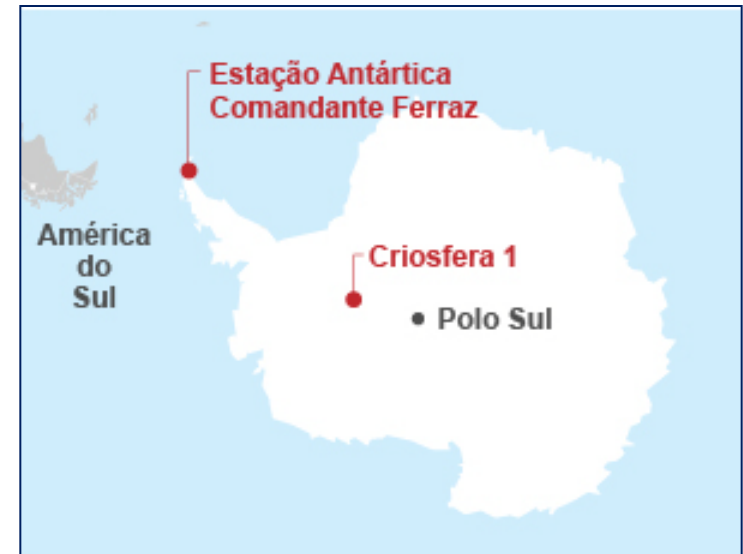 Estação Antártica
Comandante Ferraz
América
do
Sul
Criosfera 1
Polo Sul